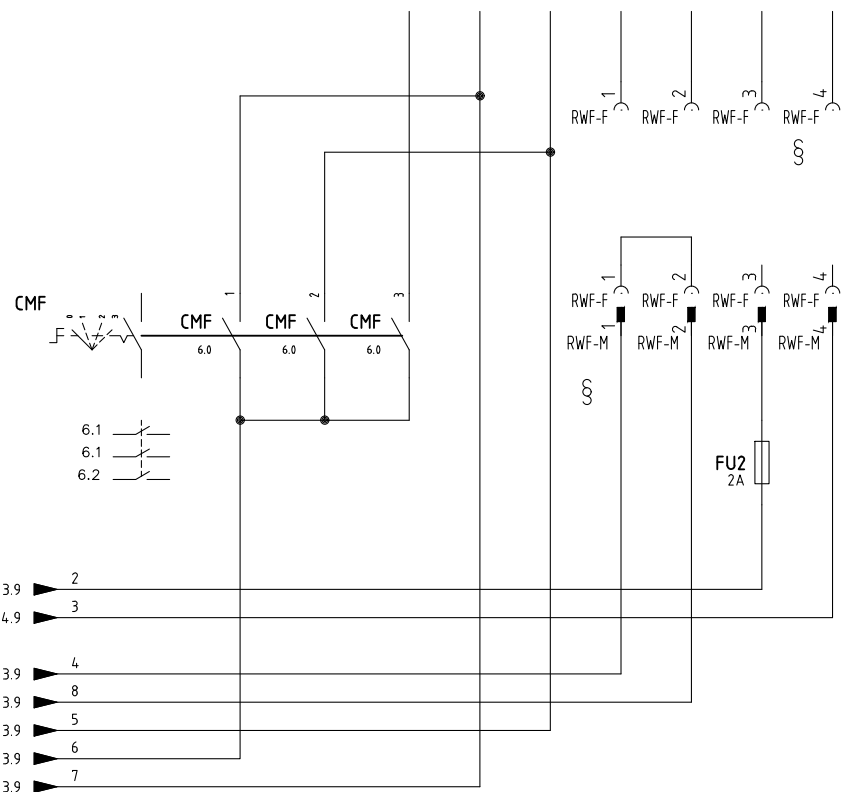 1 2 3 4
RWF-F RWF-F RWF-F RWF-F
§
1 2 3
1 2 3 4
CMF
0 1 2 3
RWF-F RWF-F RWF-F RWF-F
CMF CMF CMF
1 2 3 4
6.0 6.0 6.0
RWF-M RWF-M RWF-M RWF-M
§
6.1
6.1
6.2
FU2
2A
3.9 2
4.9 3
3.9 4
3.9 8
3.9 5
3.9 6
3.9 7